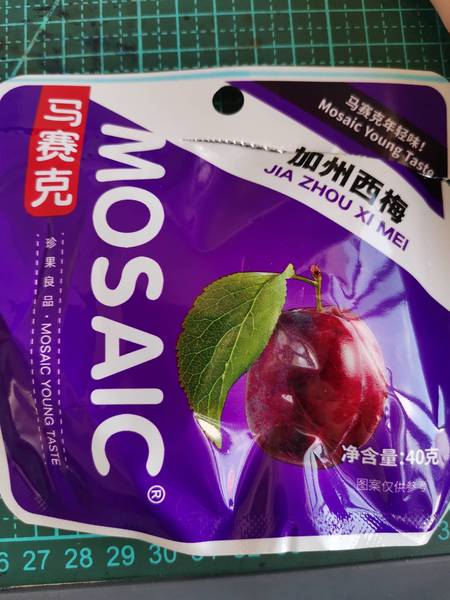 马赛克
MOSAIC®
珍果良品·MOSAIC YOUNG TASTE
马赛克年轻味!
Mosaic Young Taste
加州西梅
JIA ZHOU XI MEI
净含量:40克
图案仅供参考
26 27 28 29 30 31 32